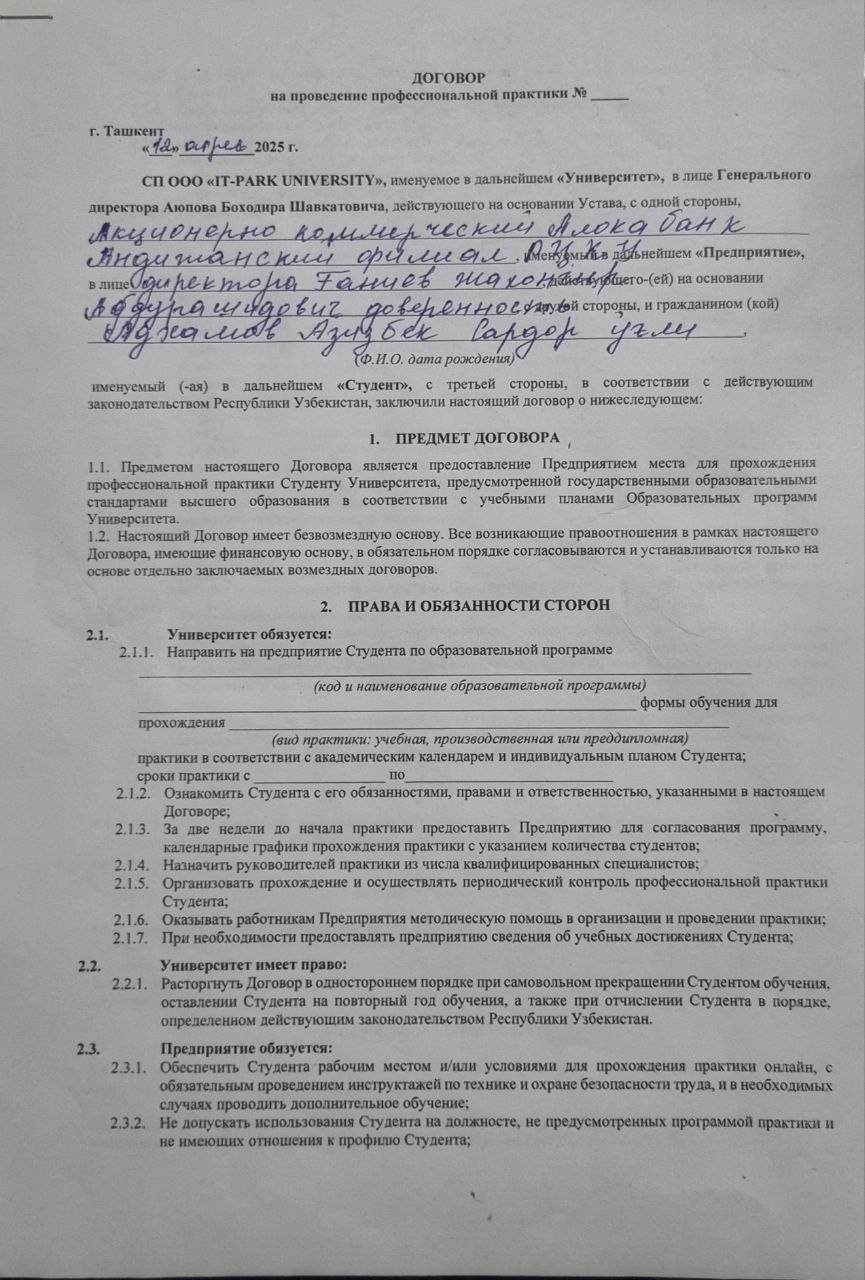 ДОГОВОР
на проведение профессиональной практики № _____
г. Ташкент
«12» апрев 2025 г.
СП ООО «IT-PARK UNIVERSITY», именуемое в дальнейшем «Университет», в лице Генерального
директора Аюпова Боходира Шавкатовича, действующего на основании Устава, с одной стороны,
Акционерно коммерческий Алока банк
Андижанский филиал, именуемый в дальнейшем «Предприятие»,
в лице директора Ганиев действующего-(ей) на основании
Абдурашидович доверенность другой стороны, и гражданином (кой)
Аджамов Азизбек Сардор ўгли,
(Ф.И.О. дата рождения)
именуемый (-ая) в дальнейшем «Студент», с третьей стороны, в соответствии с действующим
законодательством Республики Узбекистан, заключили настоящий договор о нижеследующем:
1. ПРЕДМЕТ ДОГОВОРА
1.1. Предметом настоящего Договора является предоставление Предприятием места для прохождения
профессиональной практики Студенту Университета, предусмотренной государственными образовательными
стандартами высшего образования в соответствии с учебными планами Образовательных программ
Университета.
1.2. Настоящий Договор имеет безвозмездную основу. Все возникающие правоотношения в рамках настоящего
Договора, имеющие финансовую основу, в обязательном порядке согласовываются и устанавливаются только на
основе отдельно заключаемых возмездных договоров.
2. ПРАВА И ОБЯЗАННОСТИ СТОРОН
2.1. Университет обязуется:
2.1.1. Направить на предприятие Студента по образовательной программе
(код и наименование образовательной программы)
формы обучения для
прохождения
(вид практики: учебная, производственная или преддипломная)
практики в соответствии с академическим календарем и индивидуальным планом Студента;
сроки практики с _____ по_____
2.1.2. Ознакомить Студента с его обязанностями, правами и ответственностью, указанными в настоящем
Договоре;
2.1.3. За две недели до начала практики предоставить Предприятию для согласования программу,
календарные графики прохождения практики с указанием количества студентов;
2.1.4. Назначить руководителей практики из числа квалифицированных специалистов;
2.1.5. Организовать прохождение и осуществлять периодический контроль профессиональной практики
Студента;
2.1.6. Оказывать работникам Предприятия методическую помощь в организации и проведении практики;
2.1.7. При необходимости предоставлять предприятию сведения об учебных достижениях Студента;
2.2. Университет имеет право:
2.2.1. Расторгнуть Договор в одностороннем порядке при самовольном прекращении Студентом обучения,
оставлении Студента на повторный год обучения, а также при отчислении Студента в порядке,
определенном действующим законодательством Республики Узбекистан.
2.3. Предприятие обязуется:
2.3.1. Обеспечить Студента рабочим местом и/или условиями для прохождения практики онлайн, с
обязательным проведением инструктажей по технике и охране безопасности труда, и в необходимых
случаях проводить дополнительное обучение;
2.3.2. Не допускать использования Студента на должносте, не предусмотренных программой практики и
не имеющих отношения к профилю Студента;